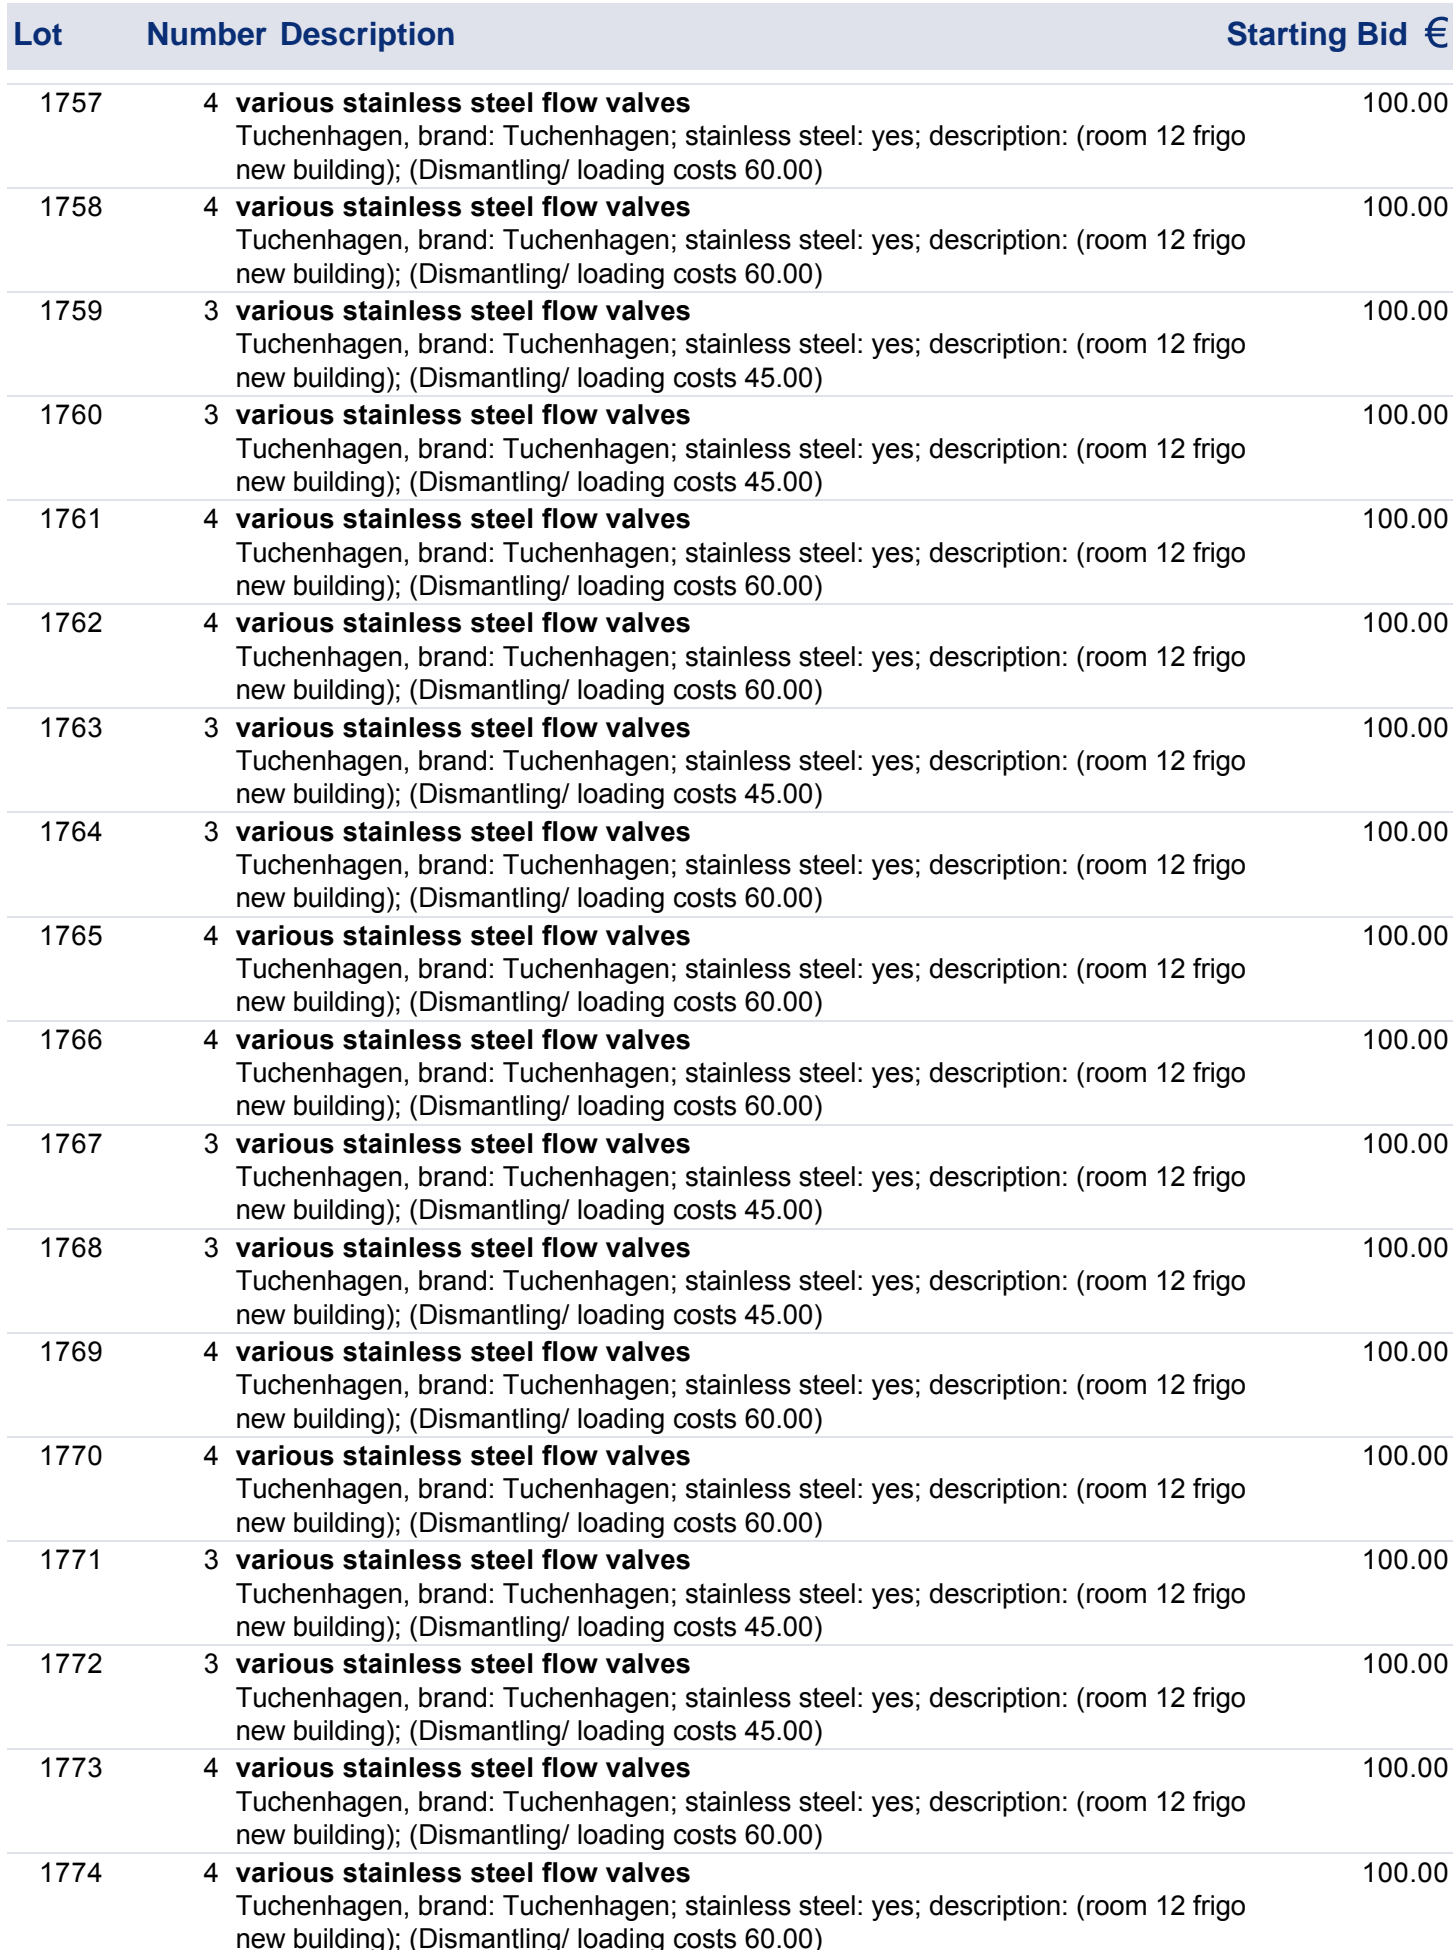 Lot Number Description Starting Bid €
1757 4 various stainless steel flow valves 100.00
Tuchenhagen, brand: Tuchenhagen; stainless steel: yes; description: (room 12 frigo
new building); (Dismantling/ loading costs 60.00)
1758 4 various stainless steel flow valves 100.00
Tuchenhagen, brand: Tuchenhagen; stainless steel: yes; description: (room 12 frigo
new building); (Dismantling/ loading costs 60.00)
1759 3 various stainless steel flow valves 100.00
Tuchenhagen, brand: Tuchenhagen; stainless steel: yes; description: (room 12 frigo
new building); (Dismantling/ loading costs 45.00)
1760 3 various stainless steel flow valves 100.00
Tuchenhagen, brand: Tuchenhagen; stainless steel: yes; description: (room 12 frigo
new building); (Dismantling/ loading costs 45.00)
1761 4 various stainless steel flow valves 100.00
Tuchenhagen, brand: Tuchenhagen; stainless steel: yes; description: (room 12 frigo
new building); (Dismantling/ loading costs 60.00)
1762 4 various stainless steel flow valves 100.00
Tuchenhagen, brand: Tuchenhagen; stainless steel: yes; description: (room 12 frigo
new building); (Dismantling/ loading costs 60.00)
1763 3 various stainless steel flow valves 100.00
Tuchenhagen, brand: Tuchenhagen; stainless steel: yes; description: (room 12 frigo
new building); (Dismantling/ loading costs 45.00)
1764 3 various stainless steel flow valves 100.00
Tuchenhagen, brand: Tuchenhagen; stainless steel: yes; description: (room 12 frigo
new building); (Dismantling/ loading costs 60.00)
1765 4 various stainless steel flow valves 100.00
Tuchenhagen, brand: Tuchenhagen; stainless steel: yes; description: (room 12 frigo
new building); (Dismantling/ loading costs 60.00)
1766 4 various stainless steel flow valves 100.00
Tuchenhagen, brand: Tuchenhagen; stainless steel: yes; description: (room 12 frigo
new building); (Dismantling/ loading costs 60.00)
1767 3 various stainless steel flow valves 100.00
Tuchenhagen, brand: Tuchenhagen; stainless steel: yes; description: (room 12 frigo
new building); (Dismantling/ loading costs 45.00)
1768 3 various stainless steel flow valves 100.00
Tuchenhagen, brand: Tuchenhagen; stainless steel: yes; description: (room 12 frigo
new building); (Dismantling/ loading costs 45.00)
1769 4 various stainless steel flow valves 100.00
Tuchenhagen, brand: Tuchenhagen; stainless steel: yes; description: (room 12 frigo
new building); (Dismantling/ loading costs 60.00)
1770 4 various stainless steel flow valves 100.00
Tuchenhagen, brand: Tuchenhagen; stainless steel: yes; description: (room 12 frigo
new building); (Dismantling/ loading costs 60.00)
1771 3 various stainless steel flow valves 100.00
Tuchenhagen, brand: Tuchenhagen; stainless steel: yes; description: (room 12 frigo
new building); (Dismantling/ loading costs 45.00)
1772 3 various stainless steel flow valves 100.00
Tuchenhagen, brand: Tuchenhagen; stainless steel: yes; description: (room 12 frigo
new building); (Dismantling/ loading costs 45.00)
1773 4 various stainless steel flow valves 100.00
Tuchenhagen, brand: Tuchenhagen; stainless steel: yes; description: (room 12 frigo
new building); (Dismantling/ loading costs 60.00)
1774 4 various stainless steel flow valves 100.00
Tuchenhagen, brand: Tuchenhagen; stainless steel: yes; description: (room 12 frigo
new building); (Dismantling/ loading costs 60.00)